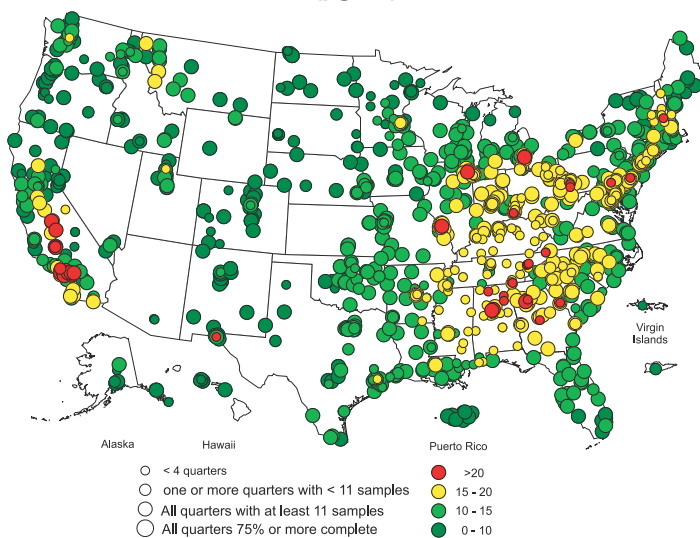 Virgin
Islands
Alaska
Hawaii
Puerto Rico
< 4 quarters
one or more quarters with < 11 samples
All quarters with at least 11 samples
All quarters 75% or more complete
>20
15 - 20
10 - 15
0 - 10